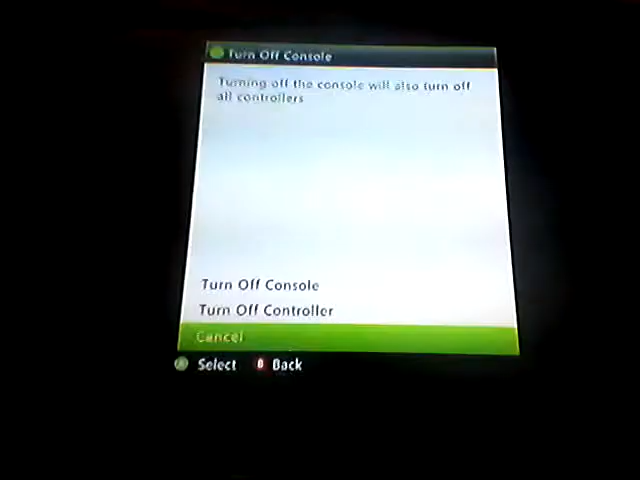 Turn Off Console
Turning off the console will also turn off
all controllers
Turn Off Console
Turn Off Controller
Cancel
A Select B Back